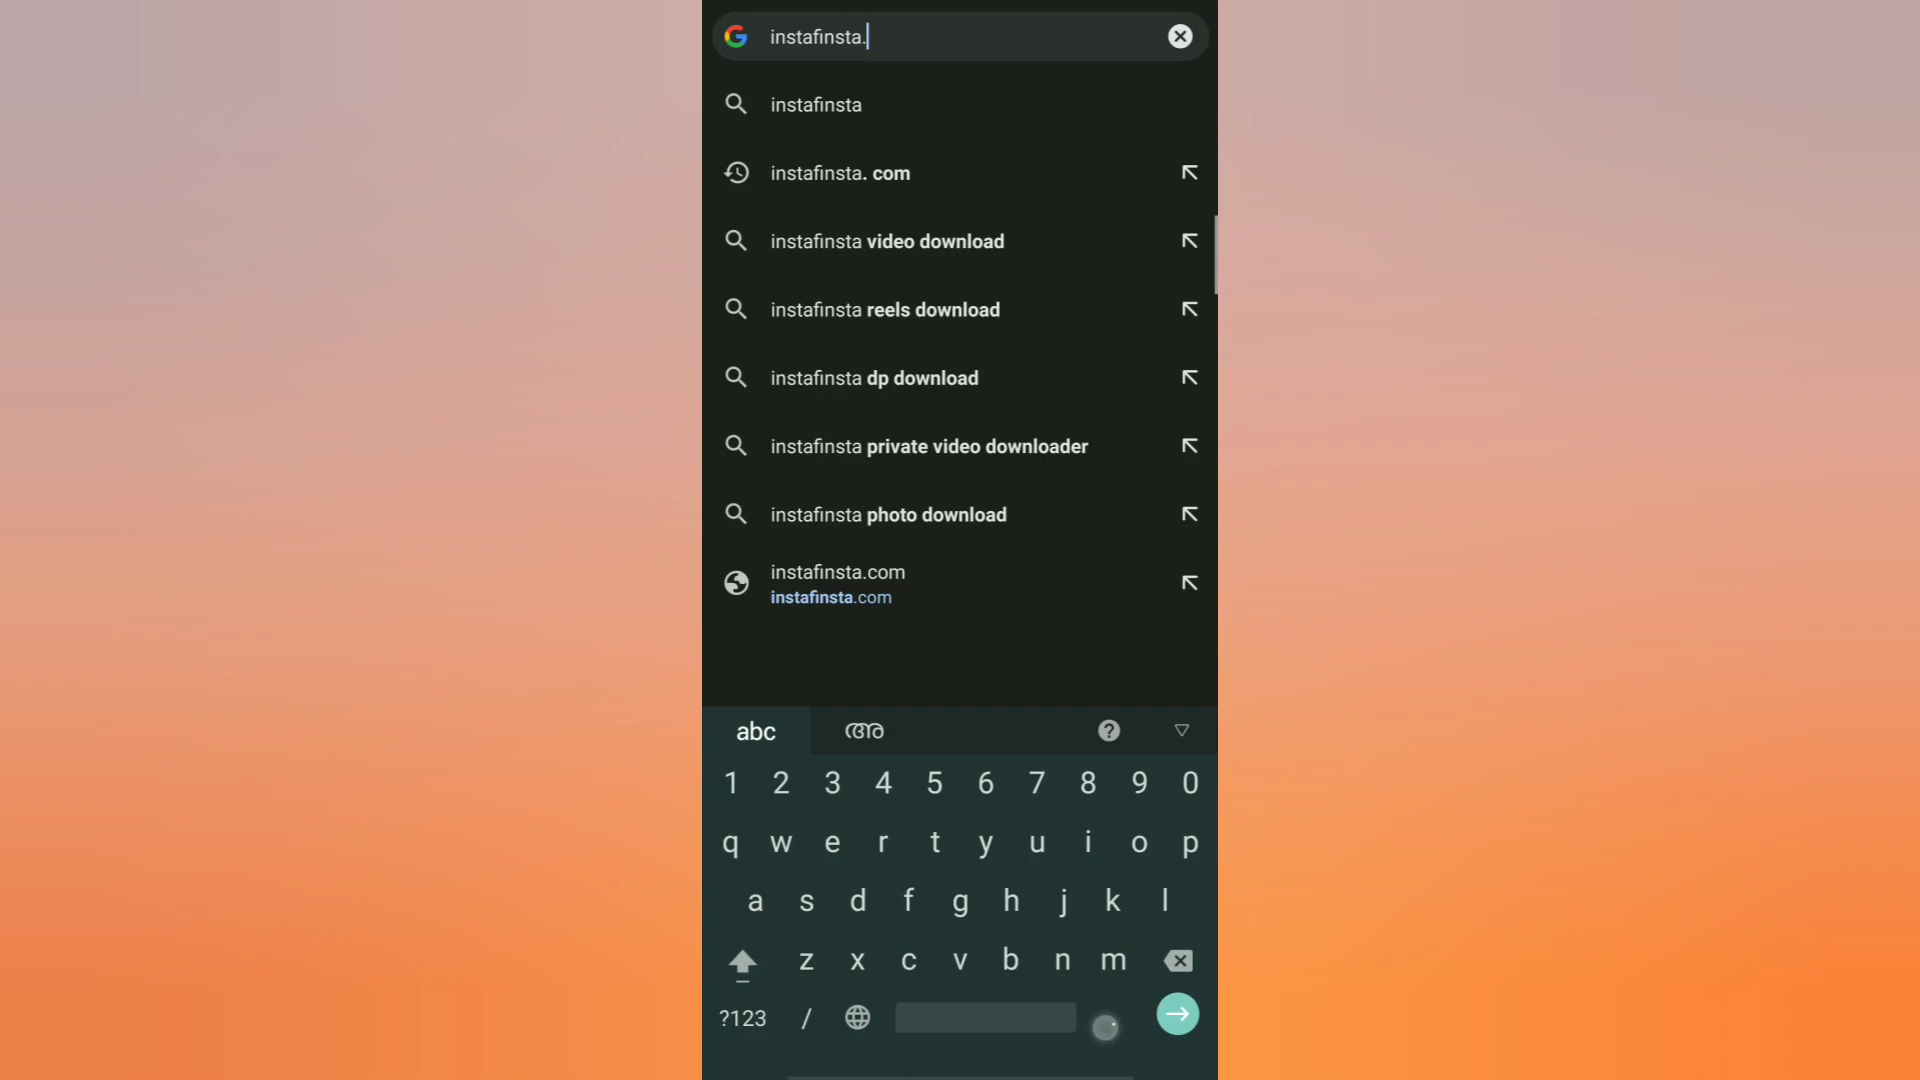 instafinsta.
instafinsta
instafinsta. com
instafinsta video download
instafinsta reels download
instafinsta dp download
instafinsta private video downloader
instafinsta photo download
instafinsta.com
instafinsta.com
abc അ ?
1 2 3 4 5 6 7 8 9 0
q w e r t y u i o p
a s d f g h j k l
z x c v b n m
?123 /